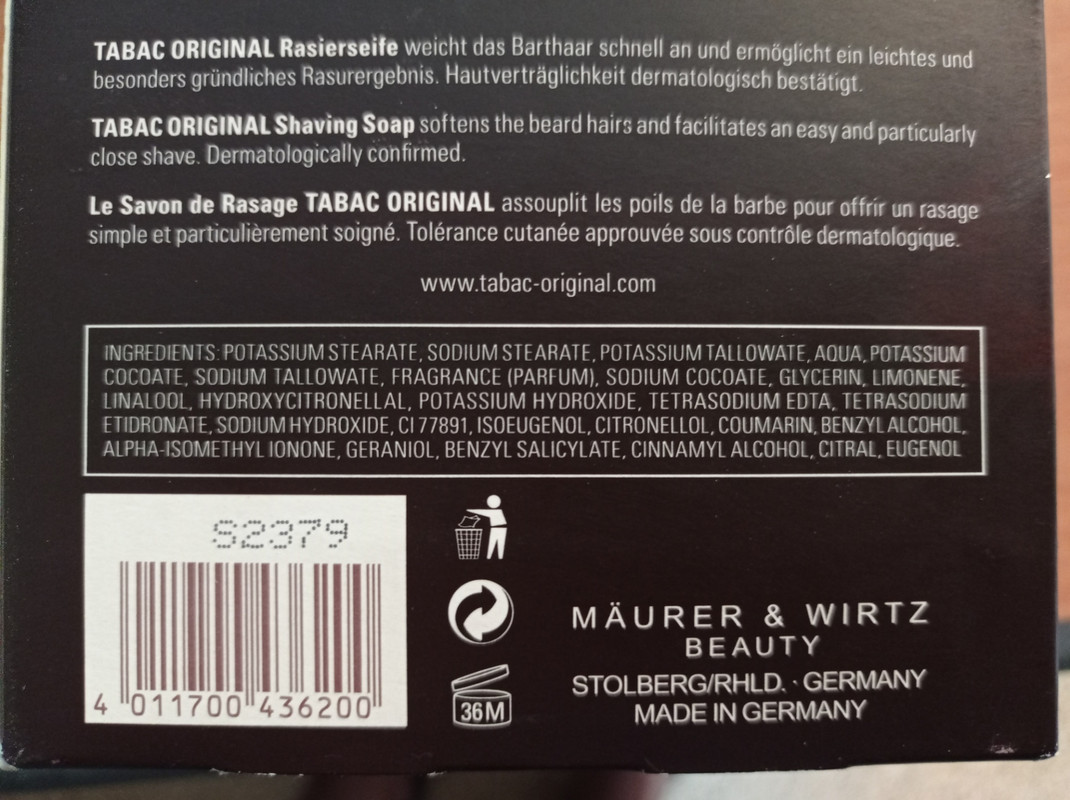 TABAC ORIGINAL Rasierseife weicht das Barthaar schnell an und ermöglicht ein leichtes und
besonders gründliches Rasurergebnis. Hautverträglichkeit dermatologisch bestätigt.
TABAC ORIGINAL Shaving Soap softens the beard hairs and facilitates an easy and particularly
close shave. Dermatologically confirmed.
Le Savon de Rasage TABAC ORIGINAL assouplit les poils de la barbe pour offrir un rasage
simple et particulièrement soigné. Tolérance cutanée approuvée sous contrôle dermatologique.
www.tabac-original.com
INGREDIENTS: POTASSIUM STEARATE, SODIUM STEARATE, POTASSIUM TALLOWATE, AQUA, POTASSIUM
COCOATE, SODIUM TALLOWATE, FRAGRANCE (PARFUM), SODIUM COCOATE, GLYCERIN, LIMONENE,
LINALOOL, HYDROXYCITRONELLAL, POTASSIUM HYDROXIDE, TETRASODIUM EDTA, TETRASODIUM
ETIDRONATE, SODIUM HYDROXIDE, CI 77891, ISOEUGENOL, CITRONELLOL, COUMARIN, BENZYL ALCOHOL,
ALPHA-ISOMETHYL IONONE, GERANIOL, BENZYL SALICYLATE, CINNAMYL ALCOHOL, CITRAL, EUGENOL
S2379
4 011700 436200
36M
MÄURER & WIRTZ
BEAUTY
STOLBERG/RHLD. · GERMANY
MADE IN GERMANY